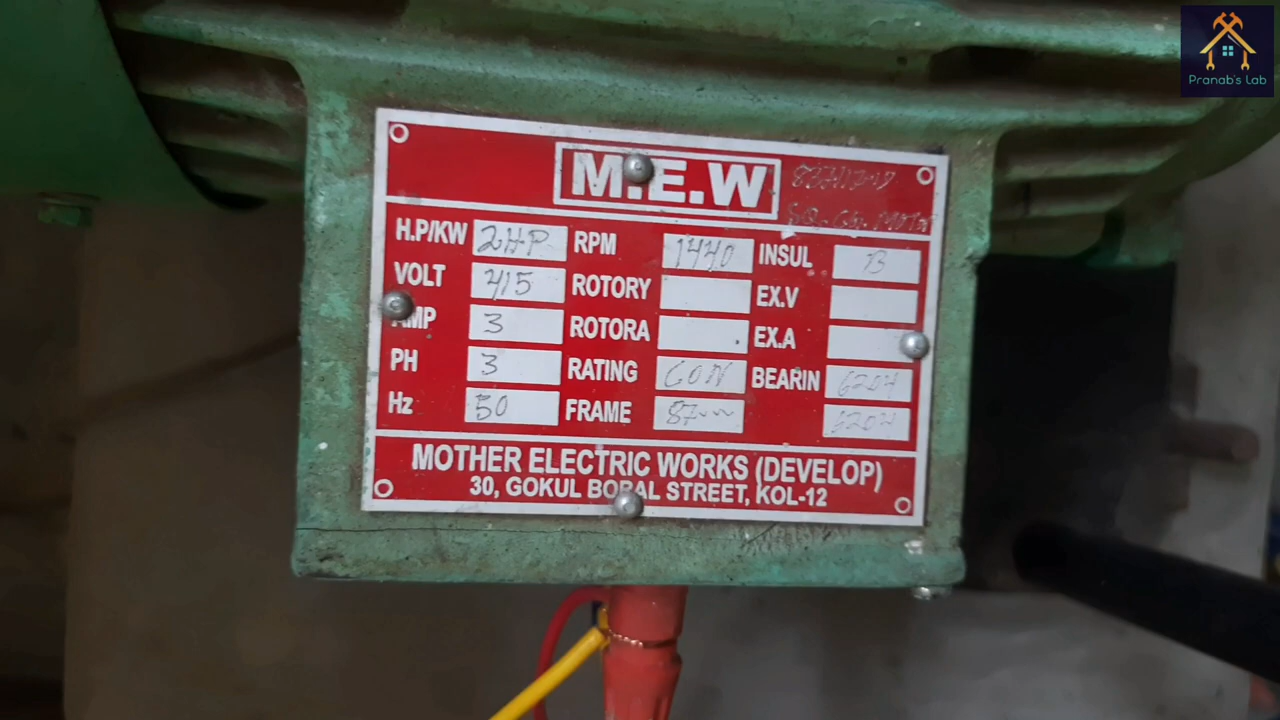 Pranab's Lab
M.E.W
H.P/KW 2HP RPM 1440 INSUL B
VOLT 415 ROTORY EX.V
AMP 3 ROTORA EX.A
PH 3 RATING CON BEARIN 6204
Hz 50 FRAME 6204
MOTHER ELECTRIC WORKS (DEVELOP)
30, GOKUL BORAL STREET, KOL-12